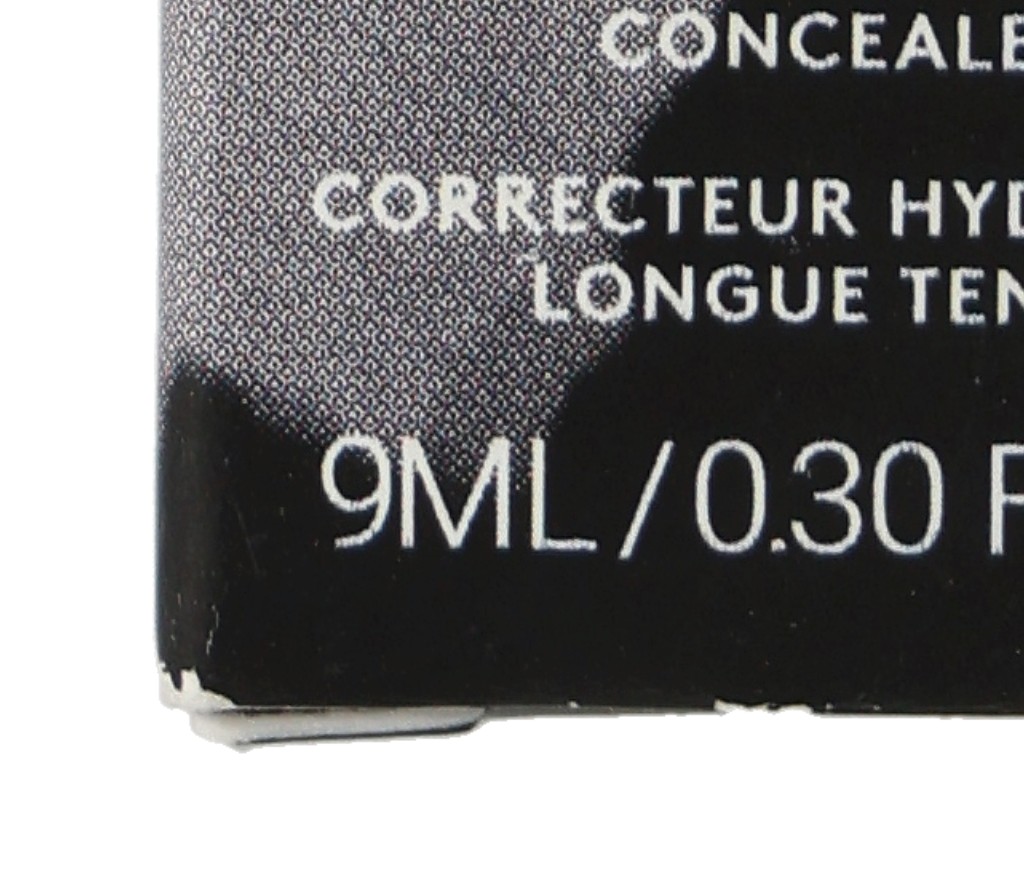 CONCEALE
CORRECTEUR HYD
LONGUE TEN
9ML / 0.30 F